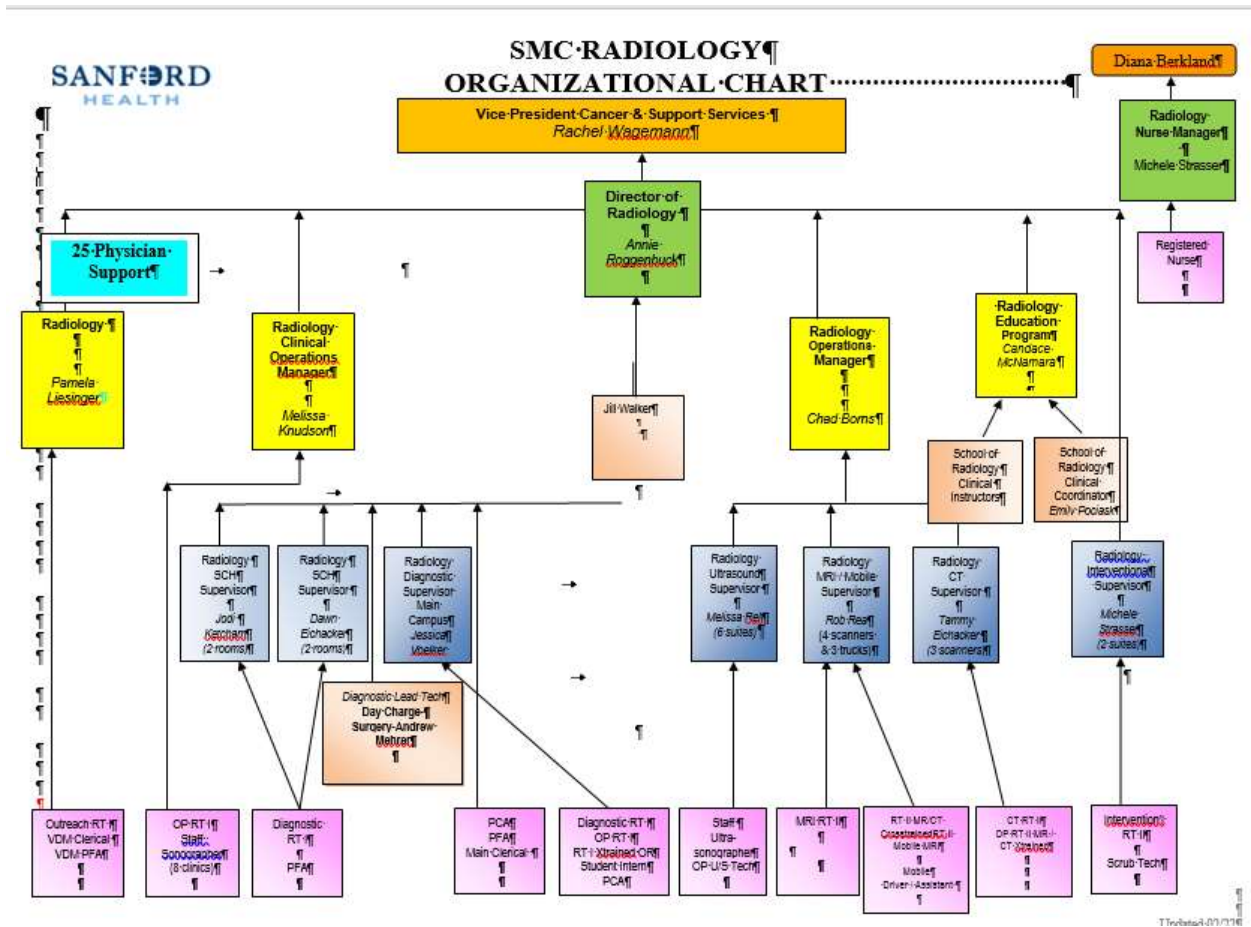 SANFORD
HEALTH
SMC RADIOLOGY
ORGANIZATIONAL CHART
Diana Berkland
Vice President Cancer & Support Services
Rachel Wagemann
Radiology
Nurse Manager
Michele Strasser
Director of
Radiology
Annie
Roggenbuck
25 Physician
Support
Registered
Nurse
Radiology
Pamela
Liesinger
Radiology
Clinical
Operations
Manager
Melissa
Knudson
Jill Walker
Radiology
Operations
Manager
Chad Borns
Radiology
Education
Program
Candace
McNamara
School of
Radiology
Clinical
Instructors
School of
Radiology
Clinical
Coordinator
Emily Pociask
Radiology
SCH
Supervisor
Jodi
Ketcham
(2 rooms)
Radiology
SCH
Supervisor
Dawn
Eichacker
(2 rooms)
Radiology
Diagnostic
Supervisor
Main
Campus
Jessica
Voelker
Radiology
Ultrasound
Supervisor
Melissa
(6 suites)
Radiology
MRI / Mobile
Supervisor
Rob Rea
(4 scanners
& 3 trucks)
Radiology
CT
Supervisor
Tammy
Eichacker
(3 scanners)
Radiology
Interventional
Supervisor
Michele
Strasse
(2 suites)
Diagnostic Lead Tech
Day Charge
Surgery-Andrew
Mehrer
Outreach RT I
VDM Clerical
VDM PFA
OP RT I
Staff
Sonographer
(8 clinics)
Diagnostic
RT
PFA
PCA
PFA
Main Clerical
Diagnostic RT
OP RT
RT I Xtrained OR
Student Intern
PCA
Staff
Ultra-
sonographer
OP U/S Tech
MRI RT II
RT II MR/CT
Crosstrained RT II
Mobile MR
Mobile
Driver / Assistant
CT RT II
OP RT II MR /
CT Xtrained
RT II
Scrub Tech
Updated 02/22